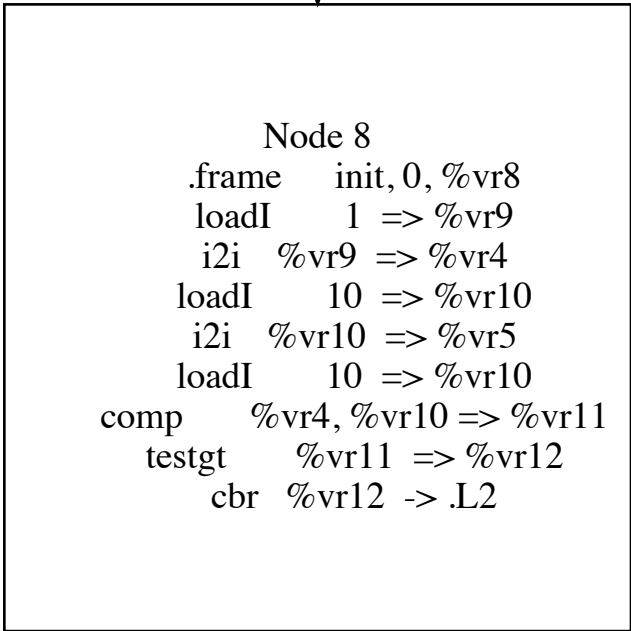 Node 8
.frame init, 0, %vr8
loadI 1 => %vr9
i2i %vr9 => %vr4
loadI 10 => %vr10
i2i %vr10 => %vr5
loadI 10 => %vr10
comp %vr4, %vr10 => %vr11
testgt %vr11 => %vr12
cbr %vr12 -> .L2